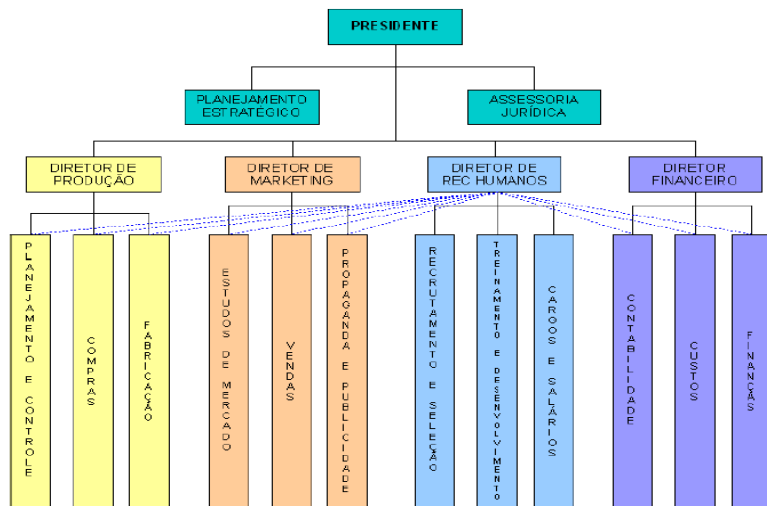 PRESIDENTE
PLANEJAMENTO
ESTRATÉGICO
ASSESSORIA
JURÍDICA
DIRETOR DE
PRODUÇÃO
DIRETOR DE
MARKETING
DIRETOR DE
REC HUMANOS
DIRETOR
FINANCEIRO
PLANEJAMENTO E CONTROLE
COMPRAS
FABRICAÇÃO
ESTUDOS DE MERCADO
VENDAS
PROPAGANDA E PUBLICIDADE
RECRUTAMENTO E SELEÇÃO
TREINAMENTO E DESENVOLVIMENTO
CARGOS E SALÁRIOS
CONTABILIDADE
CUSTOS
FINANÇAS